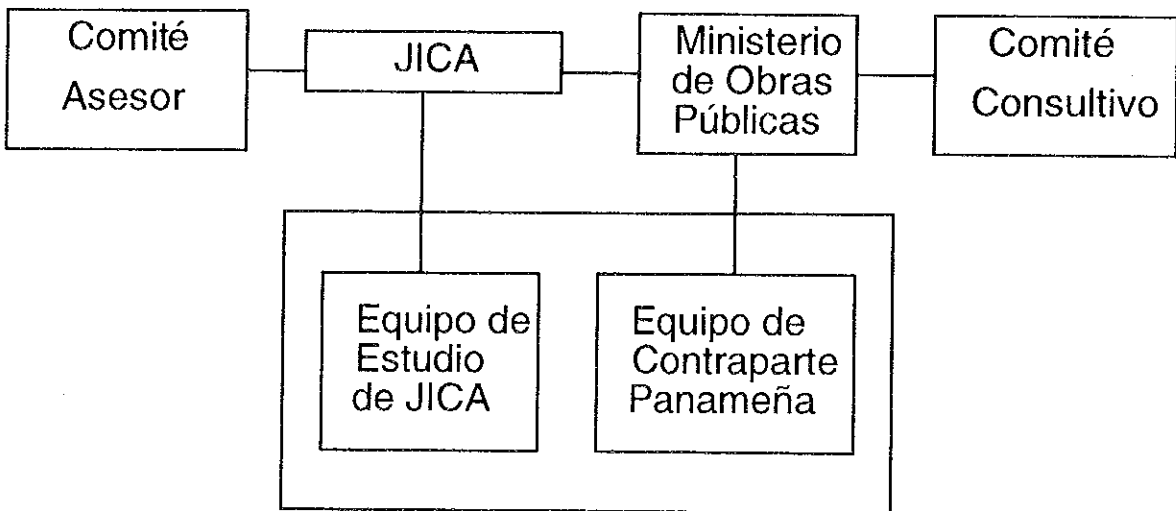 Comité
Asesor
JICA
Ministerio
de Obras
Públicas
Comité
Consultivo
Equipo de
Estudio
de JICA
Equipo de
Contraparte
Panameña